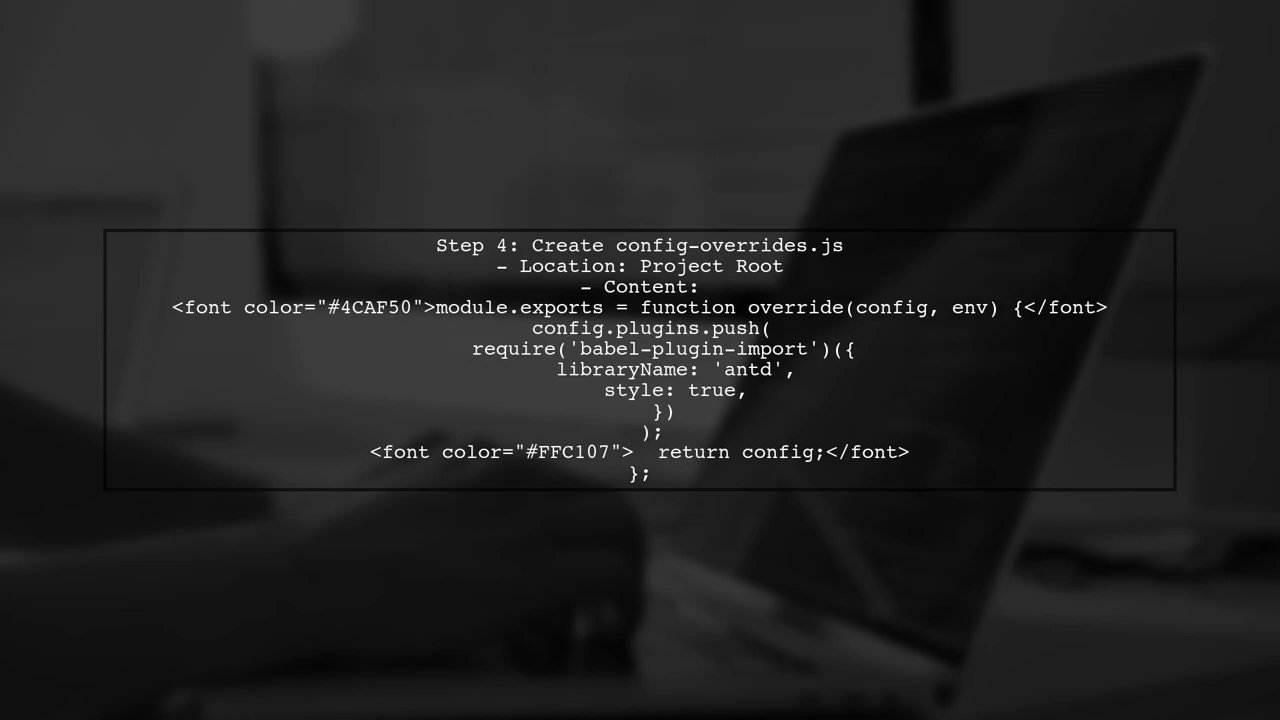 Step 4: Create config-overrides.js
- Location: Project Root
- Content:
<font color="#4CAF50">module.exports = function override(config, env) {</font>
config.plugins.push(
require('babel-plugin-import')({
libraryName: 'antd',
style: true,
})
);
<font color="#FFC107">  return config;</font>
};